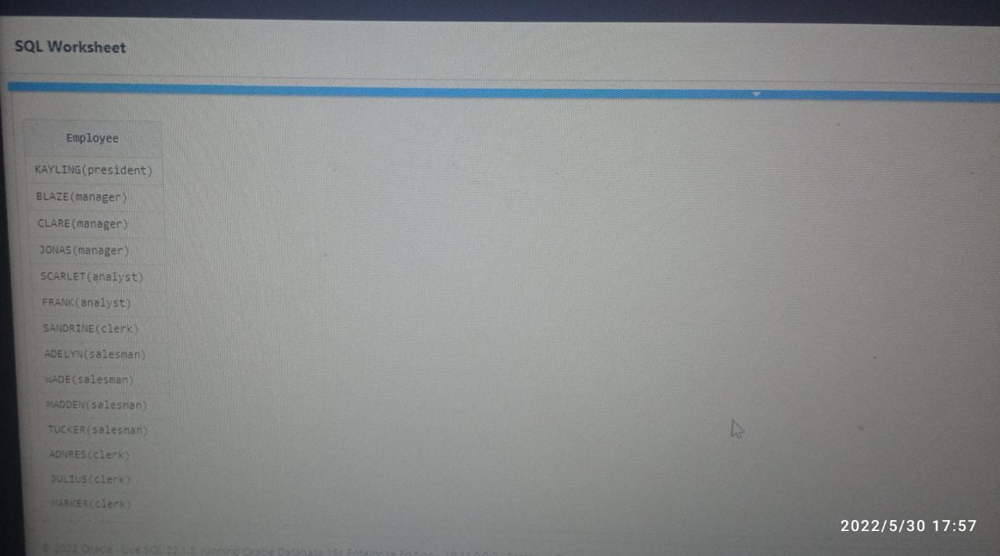 SQL Worksheet
Employee
KAYLING(president)
BLAZE(manager)
CLARE(manager)
JONAS(manager)
SCARLET(analyst)
FRANK(analyst)
SANDRINE(clerk)
ADELYN(salesman)
WADE(salesman)
MADDEN(salesman)
TUCKER(salesman)
ADNRES(clerk)
JULIUS(clerk)
MARKER(clerk)
© 2022 Oracle · Live SQL 22.1.3, running Oracle Database 19c Enterprise Edition
2022/5/30 17:57